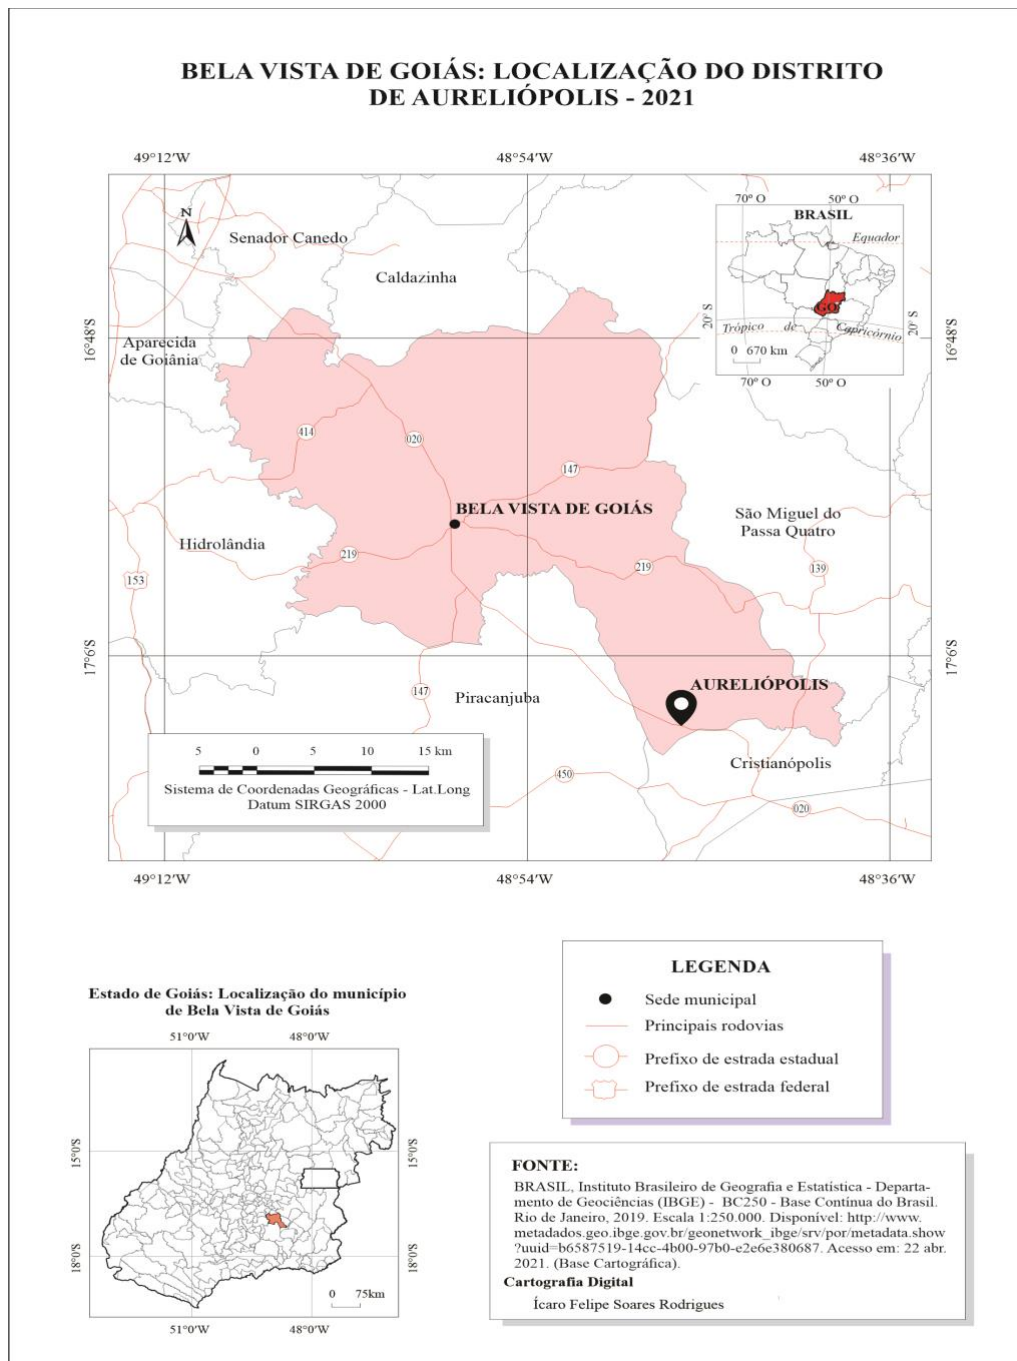 BELA VISTA DE GOIÁS: LOCALIZAÇÃO DO DISTRITO
DE AURELIÓPOLIS - 2021
49°12′W
48°54′W
48°36′W
N
Senador Canedo
Caldazinha
70° O
50° O
BRASIL
Equador
GO
Trópico de Capricórnio
20° S
20° S
0 670 km
70° O
50° O
16°48′S
16°48′S
Aparecida
de Goiânia
414
020
147
BELA VISTA DE GOIÁS
São Miguel do
Passa Quatro
Hidrolândia
219
219
139
153
17°6′S
17°6′S
147
Piracanjuba
AURELIÓPOLIS
Cristianópolis
450
020
5 0 5 10 15 km
Sistema de Coordenadas Geográficas - Lat.Long
Datum SIRGAS 2000
49°12′W
48°54′W
48°36′W
Estado de Goiás: Localização do município
de Bela Vista de Goiás
51°0′W
48°0′W
15°0′S
15°0′S
18°0′S
18°0′S
0 75km
51°0′W
48°0′W
LEGENDA
Sede municipal
Principais rodovias
Prefixo de estrada estadual
Prefixo de estrada federal
FONTE:
BRASIL, Instituto Brasileiro de Geografia e Estatística - Departa-
mento de Geociências (IBGE) - BC250 - Base Contínua do Brasil.
Rio de Janeiro, 2019. Escala 1:250.000. Disponível: http://www.
metadados.geo.ibge.gov.br/geonetwork_ibge/srv/por/metadata.show
?uuid=b6587519-14cc-4b00-97b0-e2e6e380687. Acesso em: 22 abr.
2021. (Base Cartográfica).
Cartografia Digital
Ícaro Felipe Soares Rodrigues